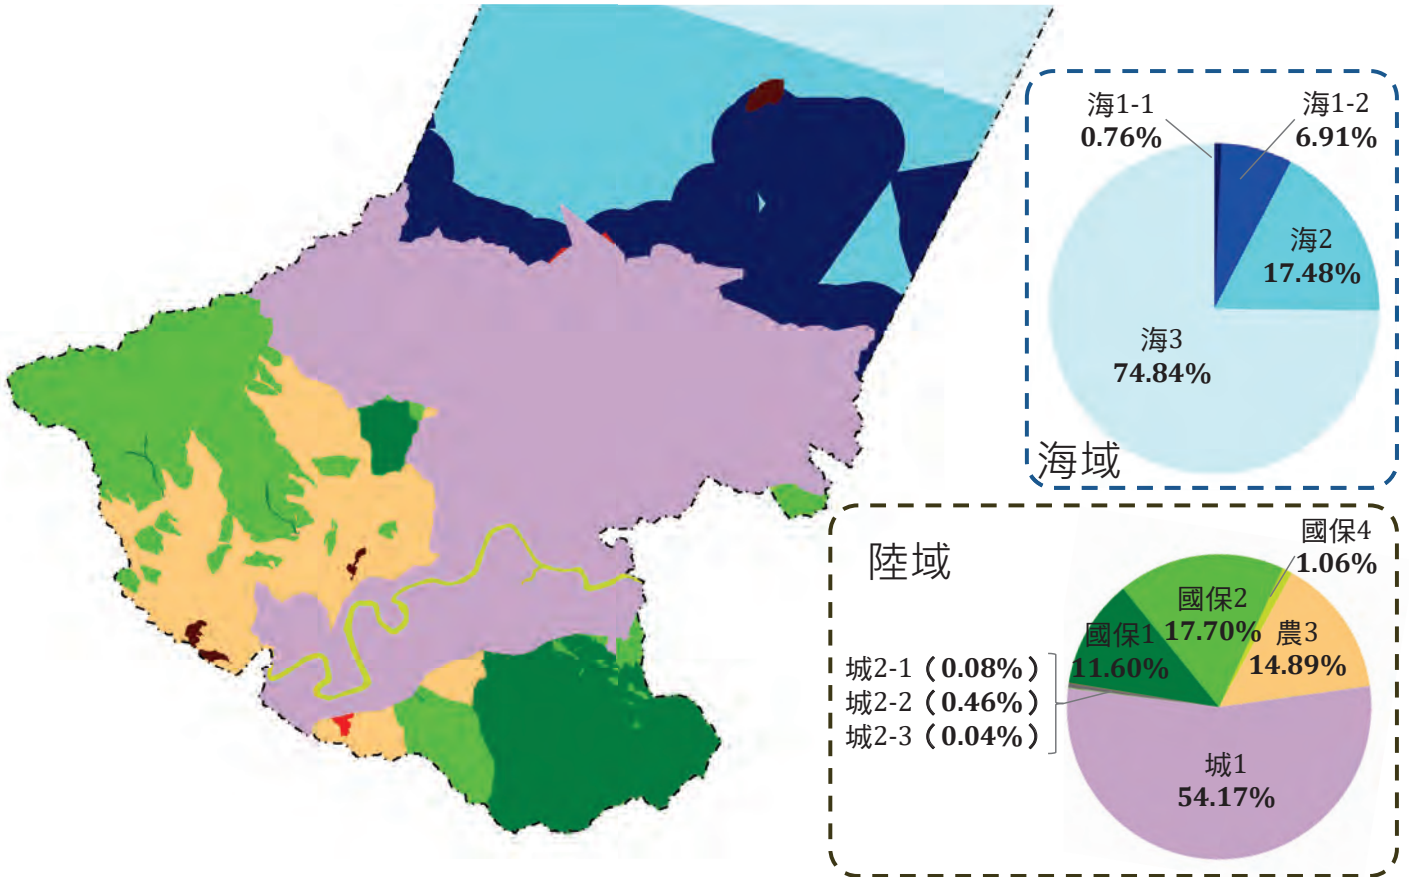 海1-1
0.76%
海1-2
6.91%
海2
17.48%
海3
74.84%
海域
陸域
國保4
1.06%
國保2
17.70%
農3
14.89%
國保1
11.60%
城2-1（0.08%）
城2-2（0.46%）
城2-3（0.04%）
城1
54.17%